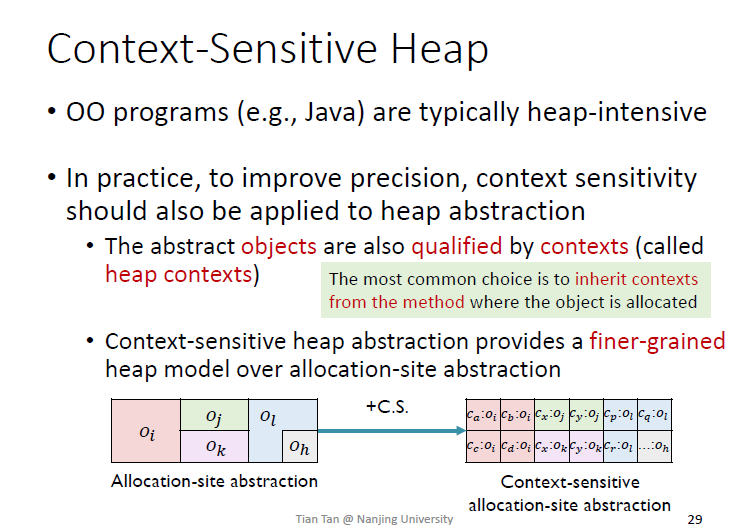 Context-Sensitive Heap
• OO programs (e.g., Java) are typically heap-intensive
• In practice, to improve precision, context sensitivity
should also be applied to heap abstraction
• The abstract objects are also qualified by contexts (called
heap contexts)
The most common choice is to inherit contexts
from the method where the object is allocated
• Context-sensitive heap abstraction provides a finer-grained
heap model over allocation-site abstraction
o_i o_j o_l
o_k o_h
+C.S.
c_a:o_i c_b:o_i c_x:o_j c_y:o_j c_p:o_l c_q:o_l
c_c:o_i c_d:o_i c_x:o_k c_y:o_k c_r:o_l ...:o_h
Allocation-site abstraction
Context-sensitive
allocation-site abstraction
Tian Tan @ Nanjing University
29